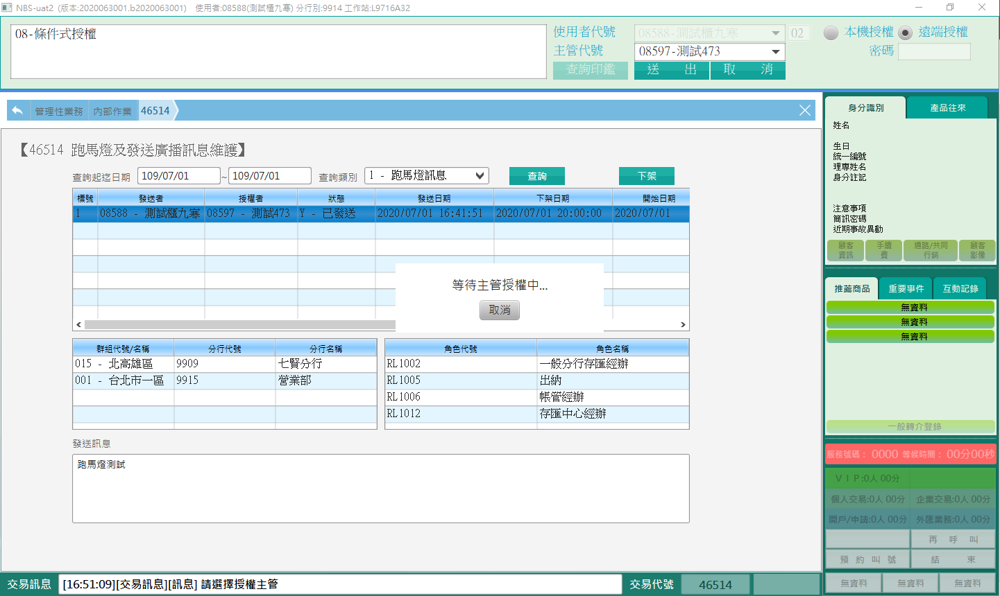 NBS-uat2 (版本:2020063001.b2020063001) 使用者:08588(測試櫃九寒) 分行別:9914 工作站:L9716A32
08-條件式授權
使用者代號 08588-測試櫃九寒 02 本機授權 遠端授權
主管代號 08597-測試473 密碼
查詢印鑑 送 出 取 消
管理性業務 內部作業 46514
【46514 跑馬燈及發送廣播訊息維護】
查詢起迄日期 109/07/01 ~ 109/07/01 查詢類別 1 - 跑馬燈訊息 查詢 下架
標號 發送者 授權者 狀態 發送日期 下架日期 開始日期
1 08588 - 測試櫃九寒 08597 - 測試473 Y - 已發送 2020/07/01 16:41:51 2020/07/01 20:00:00 2020/07/01
等待主管授權中...
取消
群組代號/名稱 分行代號 分行名稱
015 - 北高雄區 9909 七賢分行
001 - 台北市一區 9915 營業部
角色代號 角色名稱
RL1002 一般分行存匯經辦
RL1005 出納
RL1006 帳管經辦
RL1012 存匯中心經辦
發送訊息
跑馬燈測試
身分識別 產品往來
姓名
生日
統一編號
理專姓名
身分註記
注意事項
簡訊密碼
近期事故異動
顧客資訊 手續費 通路/共同行銷 顧客影像
推薦商品 重要事件 互動記錄
無資料
無資料
無資料
一般轉介登錄
服務號碼： 0000 等候時間： 00分00秒
ＶＩＰ:0人 00分
個人交易:0人 00分 企業交易:0人 00分
開戶/申請:0人 00分 外匯業務:0人 00分
再 呼 叫
預 約 叫 號 結 束
無資料 無資料 無資料
交易訊息 [16:51:09][交易訊息][訊息] 請選擇授權主管 交易代號 46514